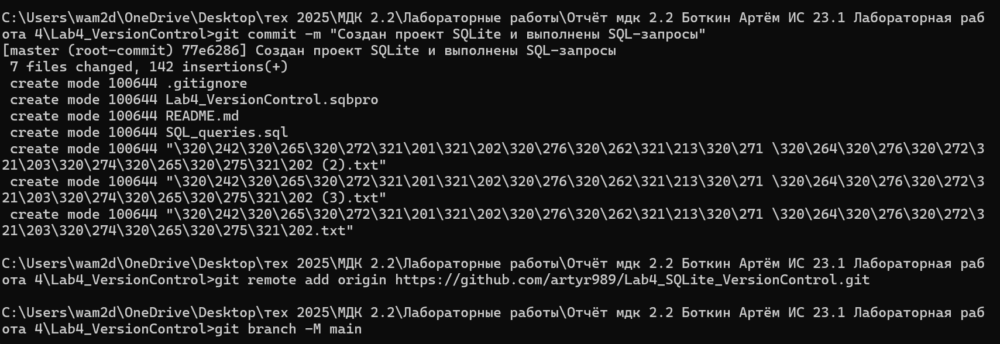 C:\Users\wam2d\OneDrive\Desktop\тех 2025\МДК 2.2\Лабораторные работы\Отчёт мдк 2.2 Боткин Артём ИС 23.1 Лабораторная раб
ота 4\Lab4_VersionControl>git commit -m "Создан проект SQLite и выполнены SQL-запросы"
[master (root-commit) 77e6286] Создан проект SQLite и выполнены SQL-запросы
 7 files changed, 142 insertions(+)
 create mode 100644 .gitignore
 create mode 100644 Lab4_VersionControl.sqbpro
 create mode 100644 README.md
 create mode 100644 SQL_queries.sql
 create mode 100644 "\320\242\320\265\320\272\321\201\321\202\320\276\320\262\321\213\320\271 \320\264\320\276\320\272\3
21\203\320\274\320\265\320\275\321\202 (2).txt"
 create mode 100644 "\320\242\320\265\320\272\321\201\321\202\320\276\320\262\321\213\320\271 \320\264\320\276\320\272\3
21\203\320\274\320\265\320\275\321\202 (3).txt"
 create mode 100644 "\320\242\320\265\320\272\321\201\321\202\320\276\320\262\321\213\320\271 \320\264\320\276\320\272\3
21\203\320\274\320\265\320\275\321\202.txt"
C:\Users\wam2d\OneDrive\Desktop\тех 2025\МДК 2.2\Лабораторные работы\Отчёт мдк 2.2 Боткин Артём ИС 23.1 Лабораторная раб
ота 4\Lab4_VersionControl>git remote add origin https://github.com/artyr989/Lab4_SQLite_VersionControl.git
C:\Users\wam2d\OneDrive\Desktop\тех 2025\МДК 2.2\Лабораторные работы\Отчёт мдк 2.2 Боткин Артём ИС 23.1 Лабораторная раб
ота 4\Lab4_VersionControl>git branch -M main